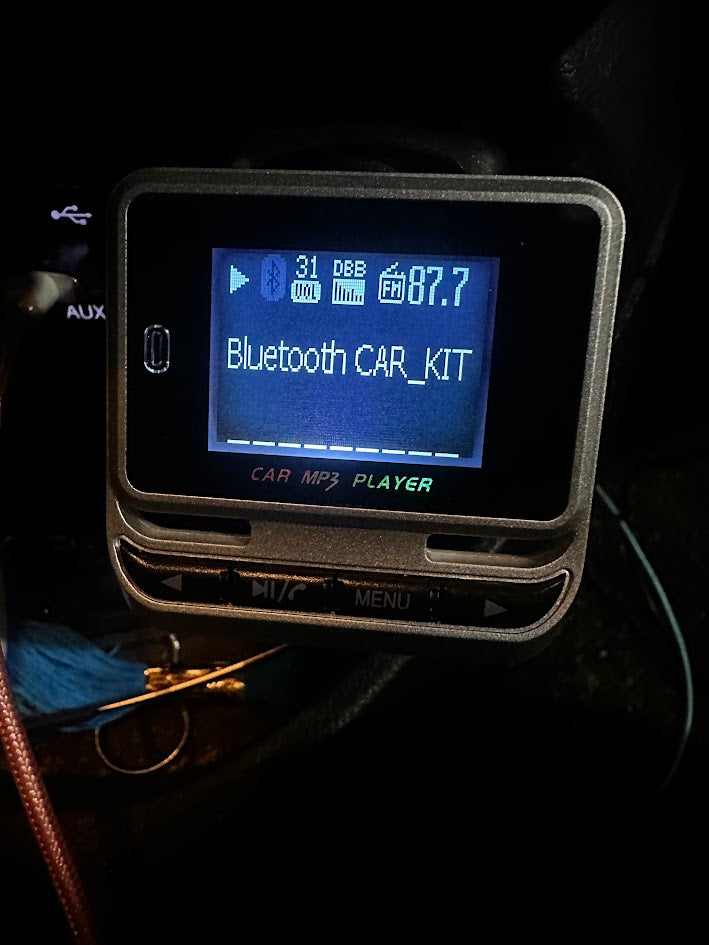 31 DBB FM 87.7
Bluetooth CAR_KIT
CAR MP3 PLAYER
AUX
MENU